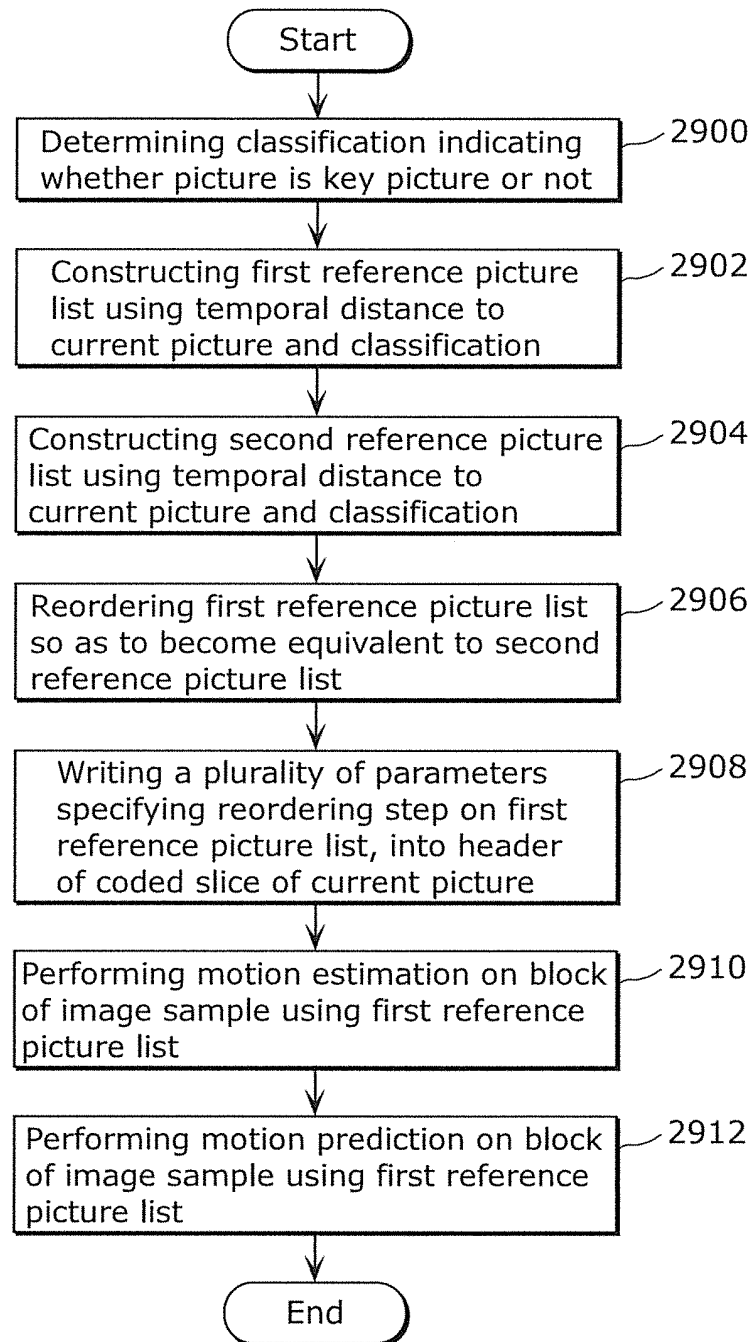 Start
Determining classification indicating
whether picture is key picture or not
2900
Constructing first reference picture
list using temporal distance to
current picture and classification
2902
Constructing second reference picture
list using temporal distance to
current picture and classification
2904
Reordering first reference picture list
so as to become equivalent to second
reference picture list
2906
Writing a plurality of parameters
specifying reordering step on first
reference picture list, into header
of coded slice of current picture
2908
Performing motion estimation on block
of image sample using first reference
picture list
2910
Performing motion prediction on block
of image sample using first reference
picture list
2912
End